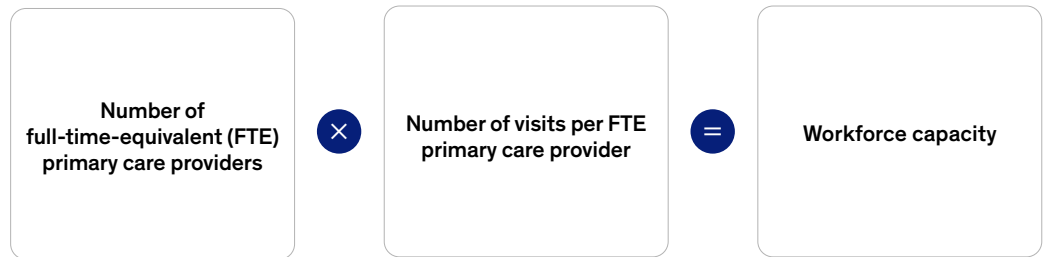 Number of
full-time-equivalent (FTE)
primary care providers
×
Number of visits per FTE
primary care provider
=
Workforce capacity